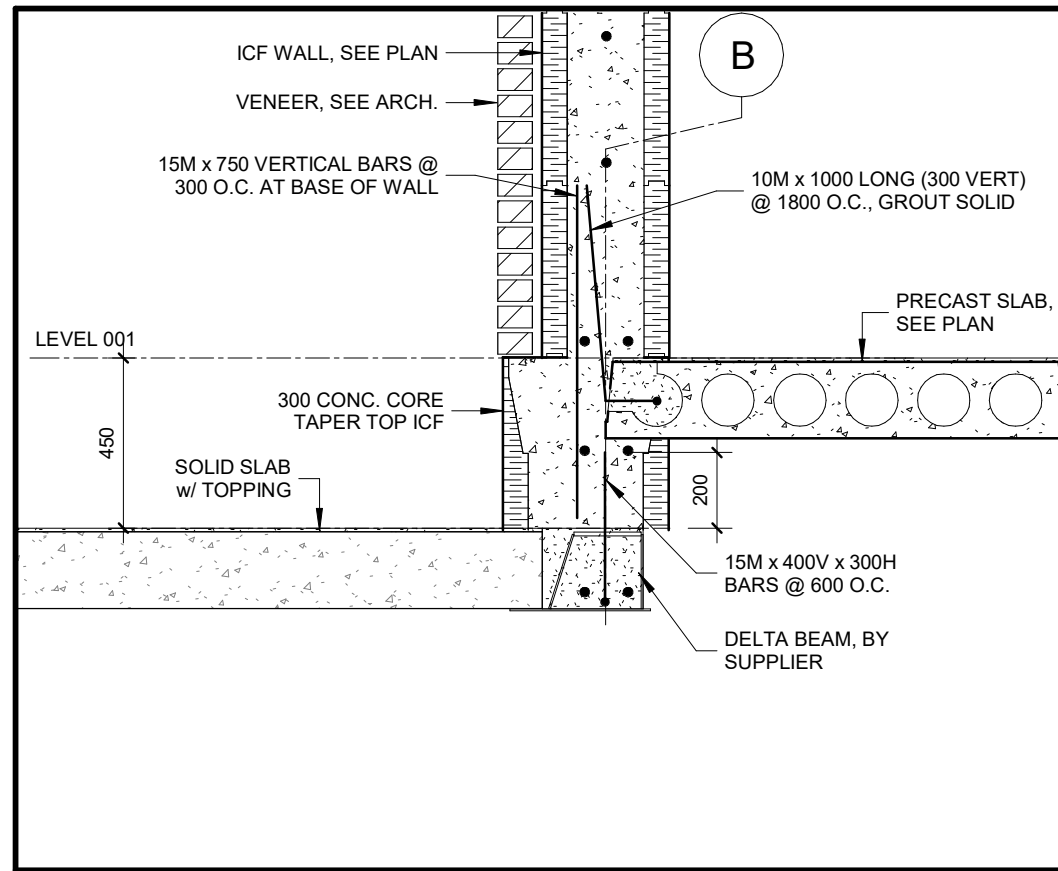 ICF WALL, SEE PLAN
VENEER, SEE ARCH.
15M x 750 VERTICAL BARS @
300 O.C. AT BASE OF WALL
B
10M x 1000 LONG (300 VERT)
@ 1800 O.C., GROUT SOLID
PRECAST SLAB,
SEE PLAN
LEVEL 001
300 CONC. CORE
TAPER TOP ICF
450
SOLID SLAB
w/ TOPPING
200
15M x 400V x 300H
BARS @ 600 O.C.
DELTA BEAM, BY
SUPPLIER